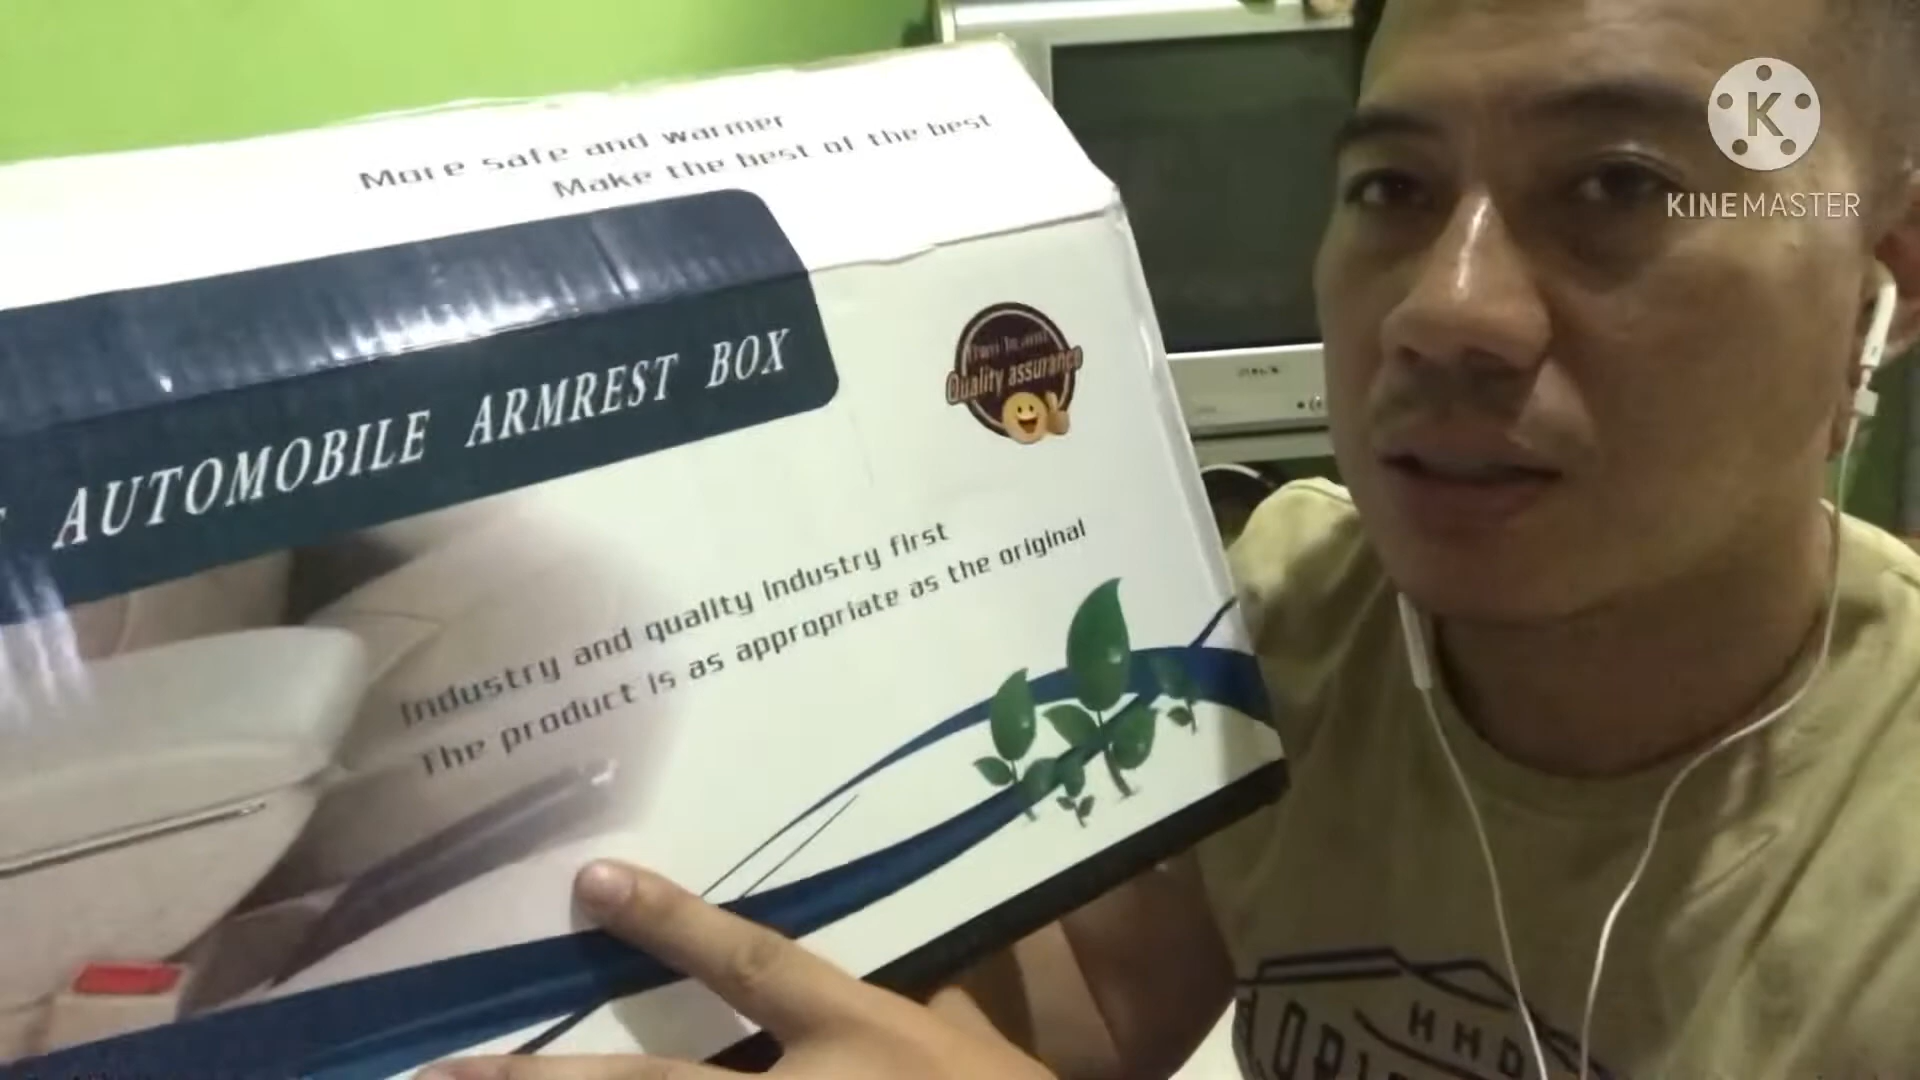 More safe and warmer
Make the best of the best
AUTOMOBILE ARMREST BOX
Quality assurance
Industry and quality industry first
The product is as appropriate as the original
KINEMASTER
HHD